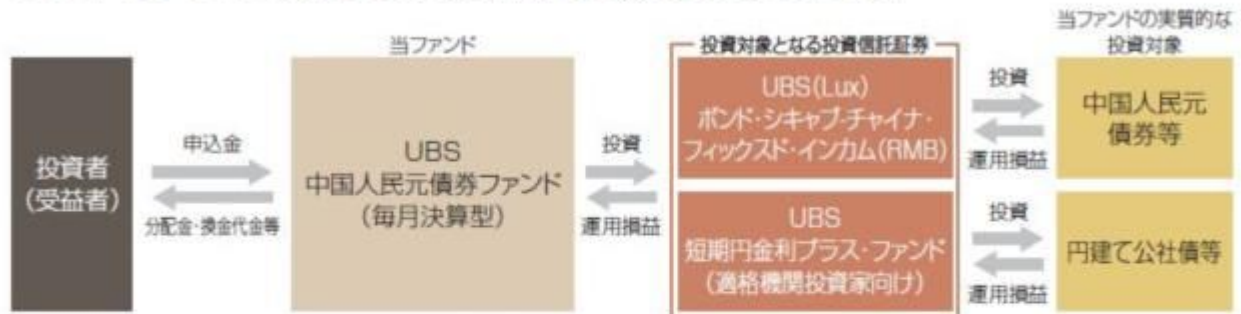 当ファンド
投資対象となる投資信託証券
当ファンドの実質的な
投資対象
投資者
(受益者)
申込金
分配金・換金代金等
UBS
中国人民元債券ファンド
(毎月決算型)
投資
運用損益
UBS(Lux)
ボンド・シキャブ-チャイナ・
フィックスド・インカム(RMB)
投資
運用損益
中国人民元
債券等
UBS
短期円金利プラス・ファンド
(適格機関投資家向け)
投資
運用損益
円建て公社債等